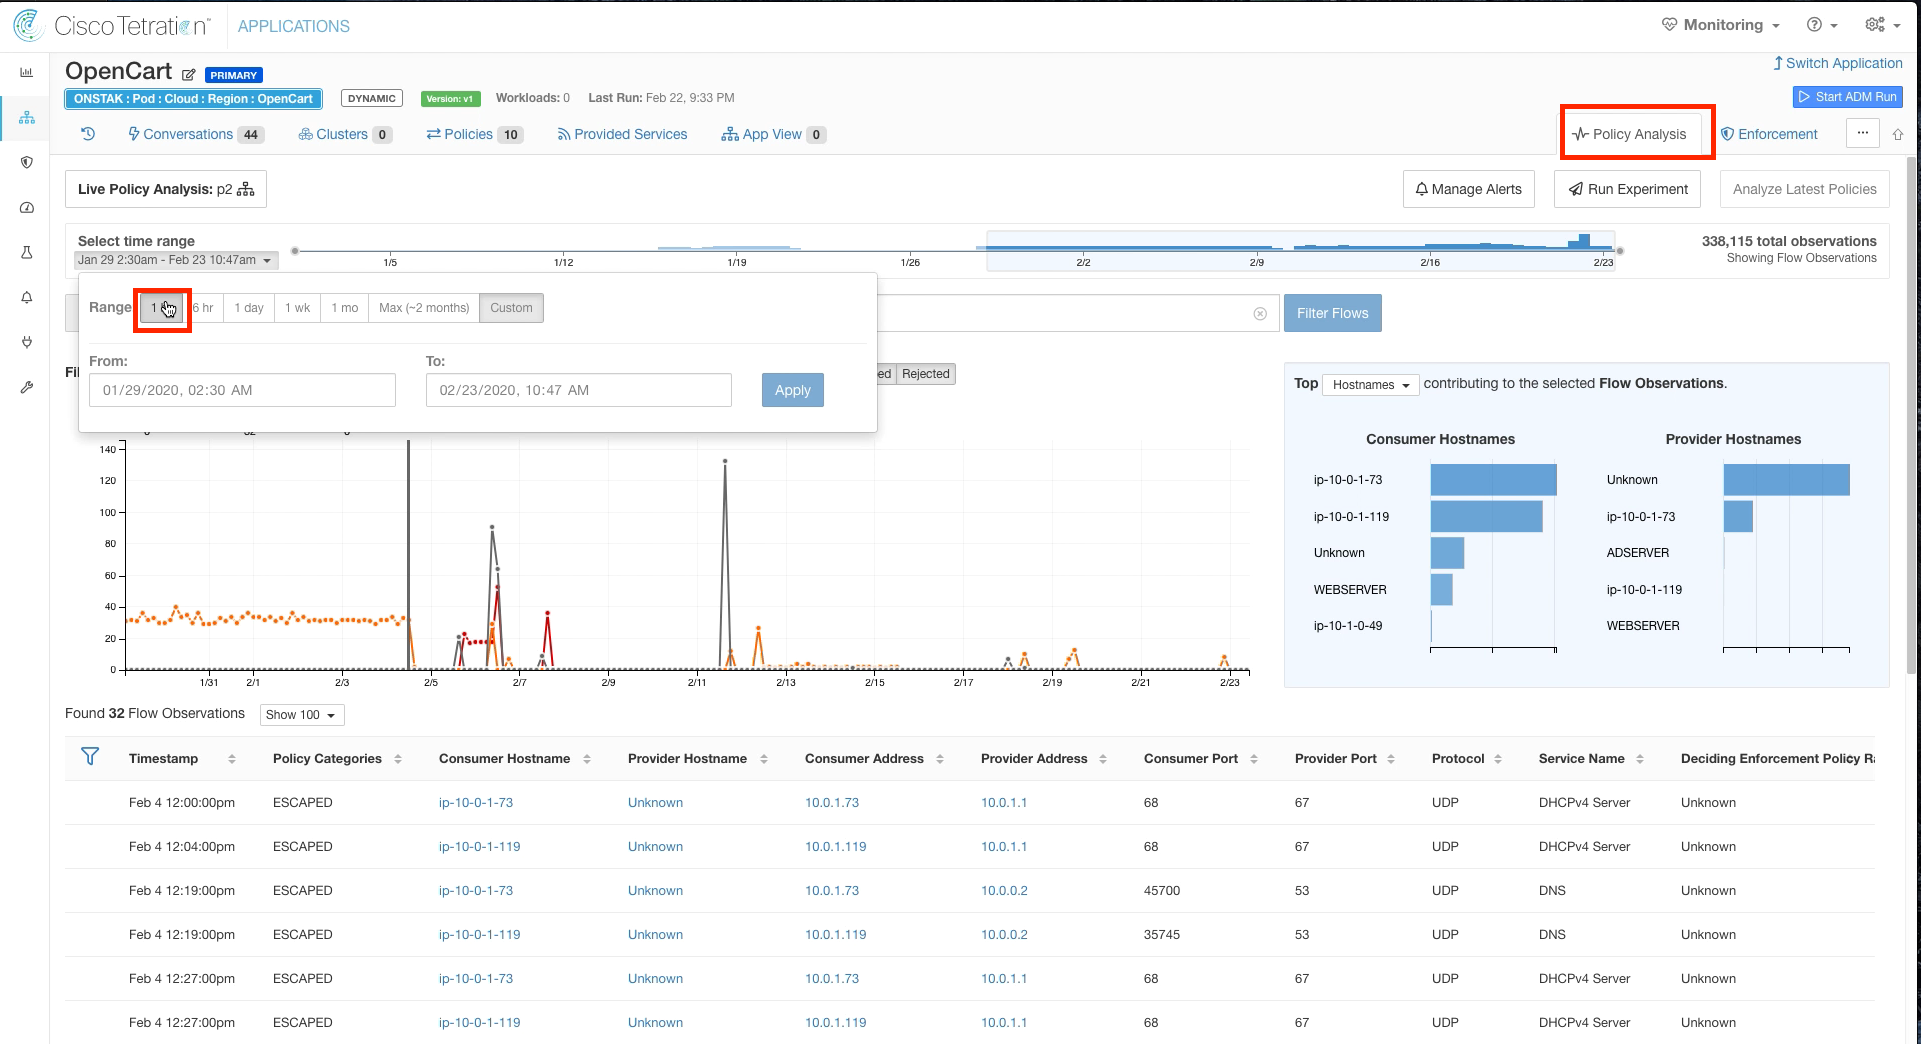 Cisco Tetration™ APPLICATIONS Monitoring
OpenCart PRIMARY Switch Application
ONSTAK : Pod : Cloud : Region : OpenCart DYNAMIC Version: v1 Workloads: 0 Last Run: Feb 22, 9:33 PM Start ADM Run
Conversations 44 Clusters 0 Policies 10 Provided Services App View 0 Policy Analysis Enforcement ...
Live Policy Analysis: p2 Manage Alerts Run Experiment Analyze Latest Policies
Select time range 338,115 total observations
Jan 29 2:30am - Feb 23 10:47am Showing Flow Observations
1/5 1/12 1/19 1/26 2/2 2/9 2/16 2/23
Range 1 6 hr 1 day 1 wk 1 mo Max (~2 months) Custom Filter Flows
From: To:
01/29/2020, 02:30 AM 02/23/2020, 10:47 AM Apply
Rejected
Top Hostnames contributing to the selected Flow Observations.
Consumer Hostnames Provider Hostnames
ip-10-0-1-73 Unknown
ip-10-0-1-119 ip-10-0-1-73
Unknown ADSERVER
WEBSERVER ip-10-0-1-119
ip-10-1-0-49 WEBSERVER
140
120
100
80
60
40
20
0
1/31 2/1 2/3 2/5 2/7 2/9 2/11 2/13 2/15 2/17 2/19 2/21 2/23
Found 32 Flow Observations Show 100
Timestamp Policy Categories Consumer Hostname Provider Hostname Consumer Address Provider Address Consumer Port Provider Port Protocol Service Name Deciding Enforcement Policy
Feb 4 12:00:00pm ESCAPED ip-10-0-1-73 Unknown 10.0.1.73 10.0.1.1 68 67 UDP DHCPv4 Server Unknown
Feb 4 12:04:00pm ESCAPED ip-10-0-1-119 Unknown 10.0.1.119 10.0.1.1 68 67 UDP DHCPv4 Server Unknown
Feb 4 12:19:00pm ESCAPED ip-10-0-1-73 Unknown 10.0.1.73 10.0.0.2 45700 53 UDP DNS Unknown
Feb 4 12:19:00pm ESCAPED ip-10-0-1-119 Unknown 10.0.1.119 10.0.0.2 35745 53 UDP DNS Unknown
Feb 4 12:27:00pm ESCAPED ip-10-0-1-73 Unknown 10.0.1.73 10.0.1.1 68 67 UDP DHCPv4 Server Unknown
Feb 4 12:27:00pm ESCAPED ip-10-0-1-119 Unknown 10.0.1.119 10.0.1.1 68 67 UDP DHCPv4 Server Unknown